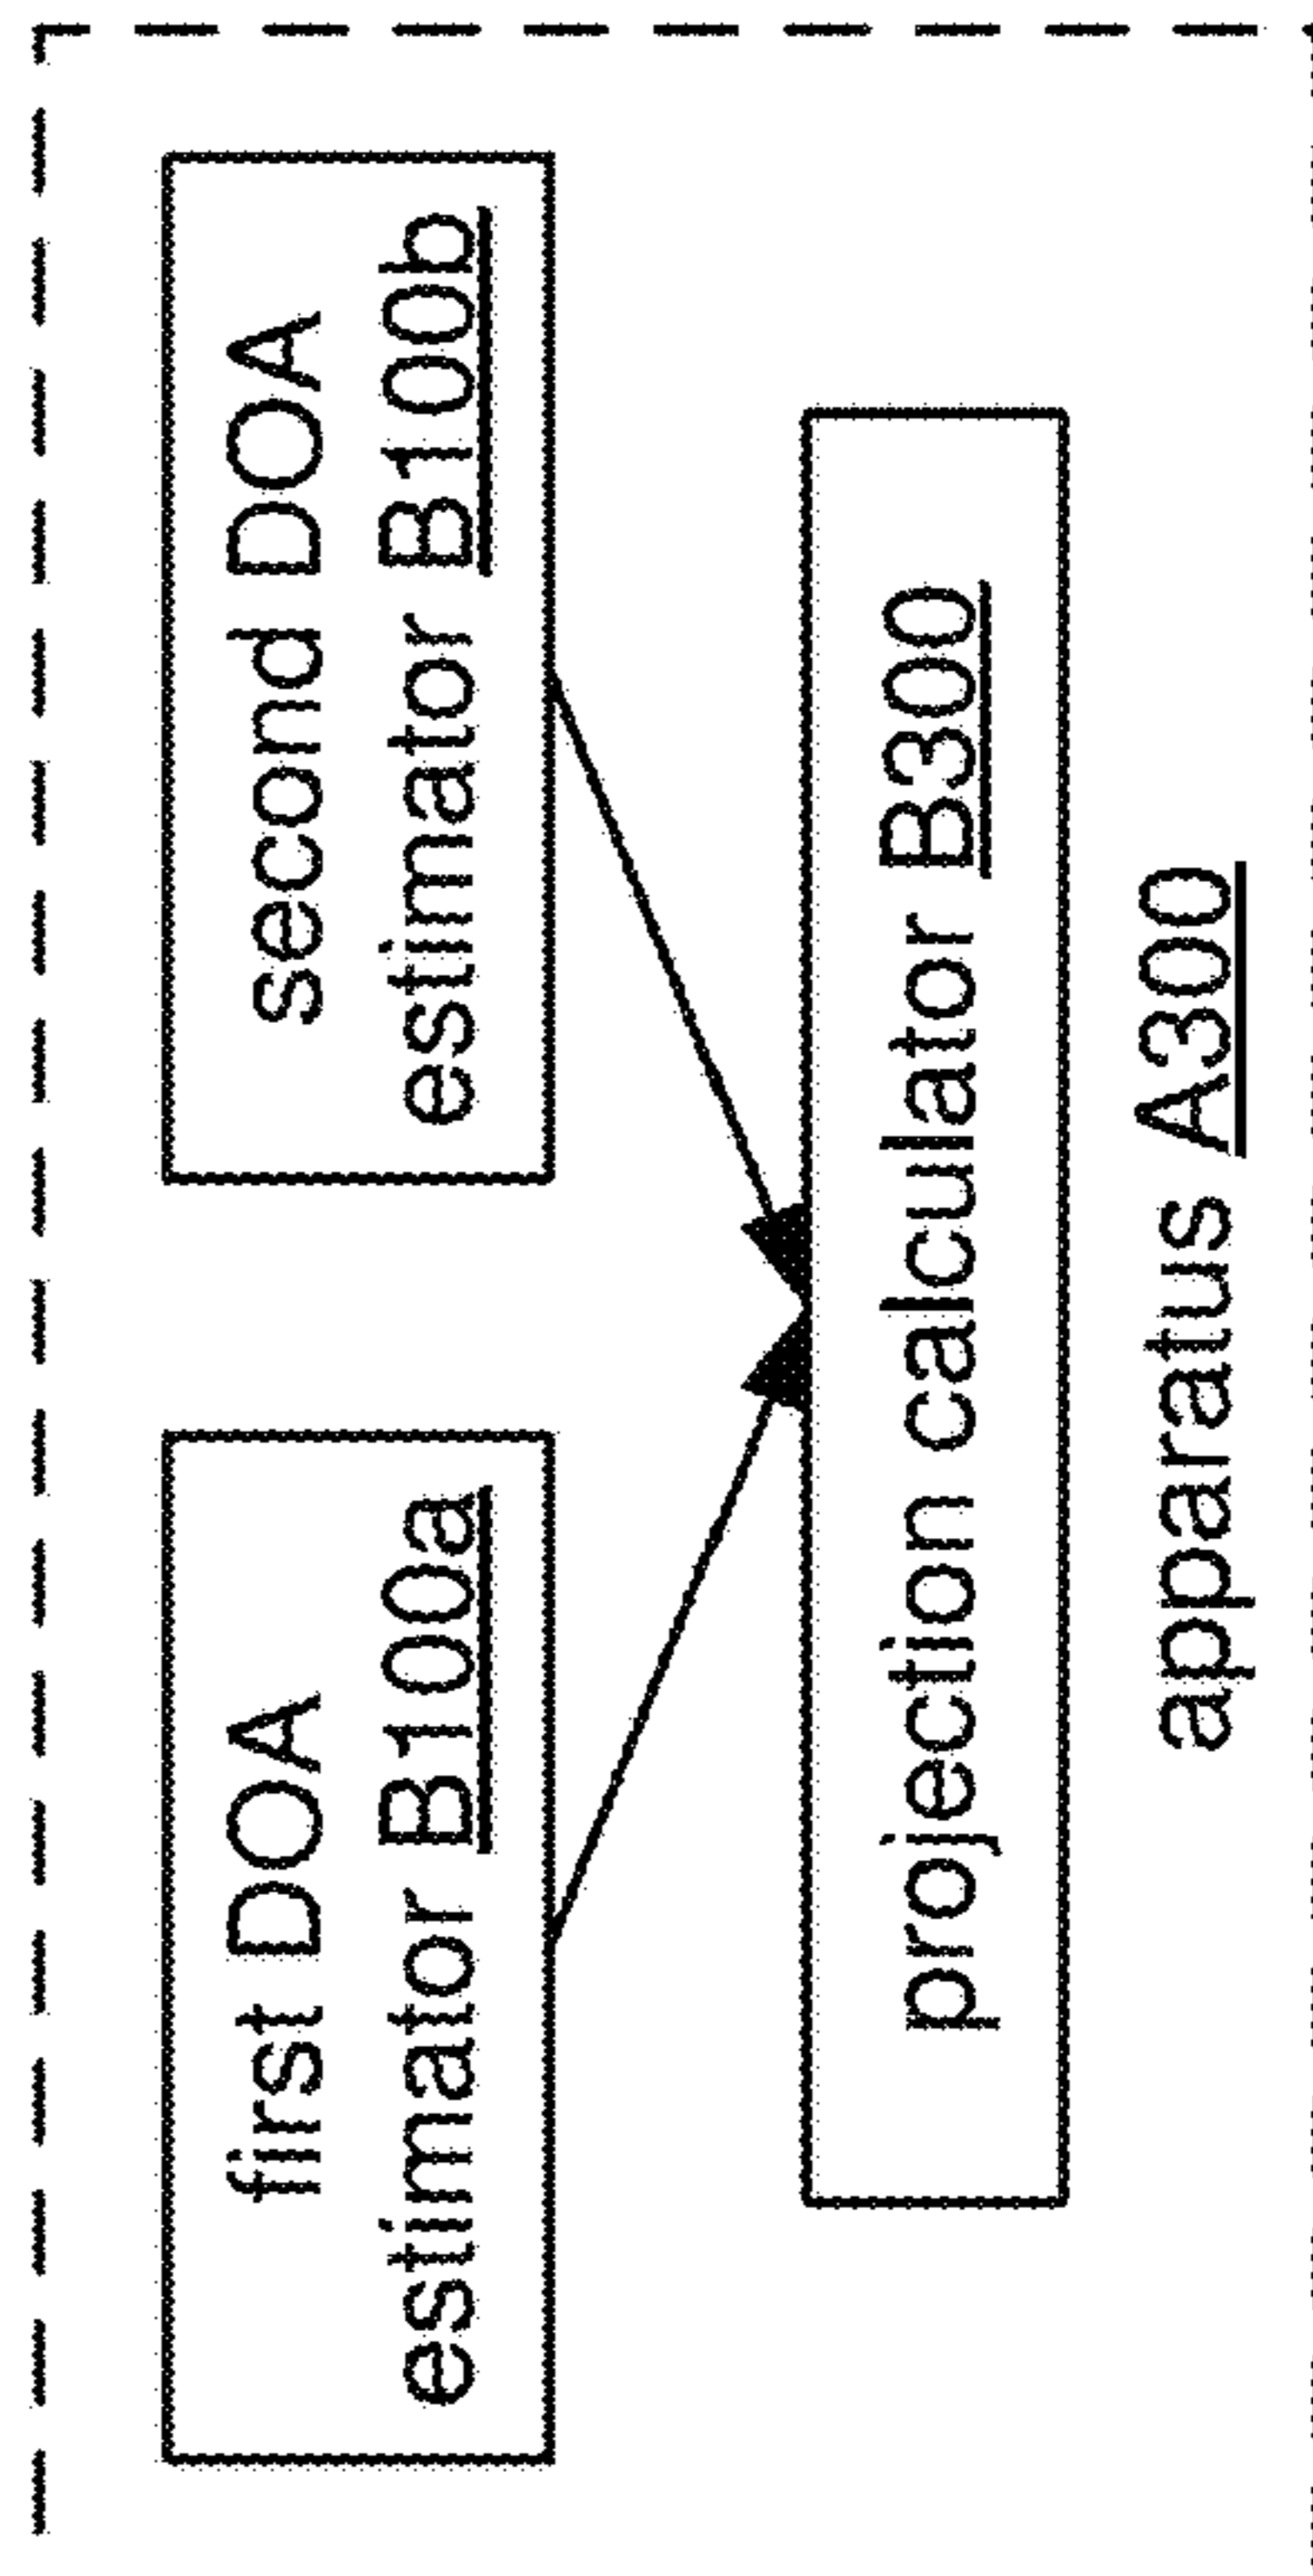 first DOA
estimator B100a
second DOA
estimator B100b
projection calculator B300
apparatus A300